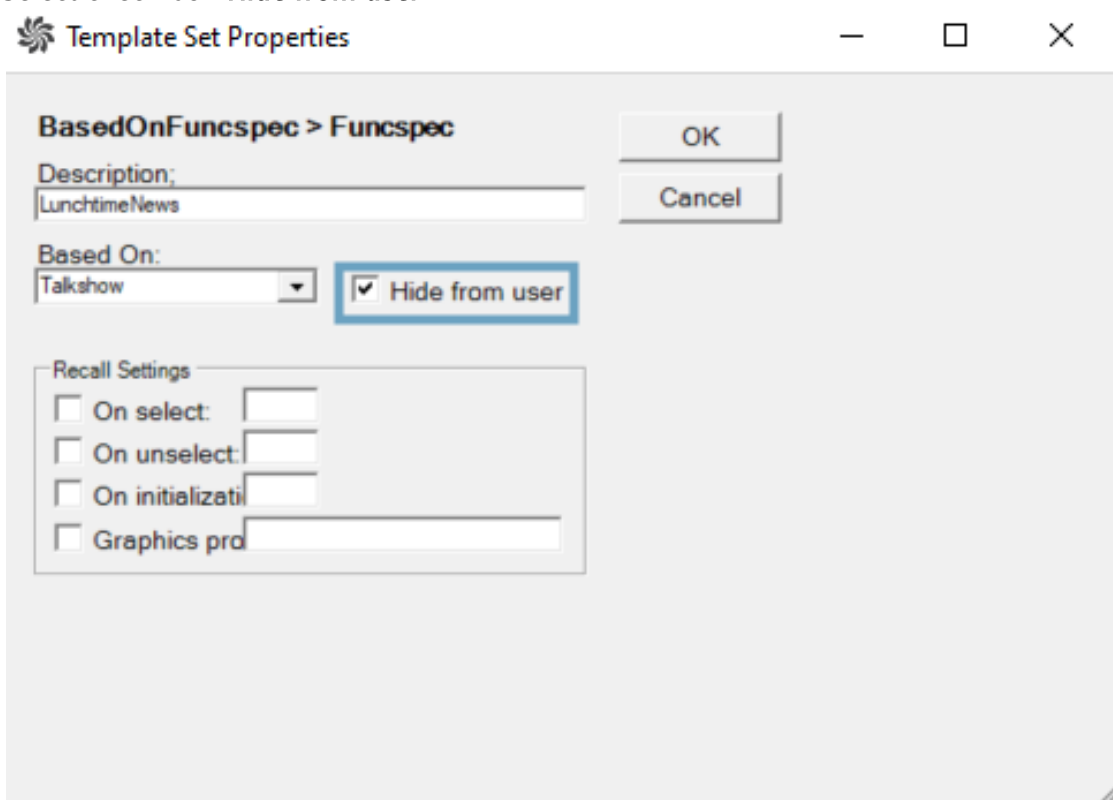 Template Set Properties
BasedOnFuncspec > Funcspec
OK
Description;
LunchtimeNews
Cancel
Based On:
Talkshow
Hide from user
Recall Settings
On select:
On unselect:
On initializati
Graphics pro